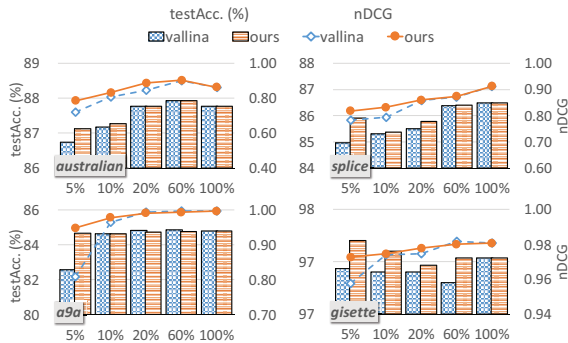 testAcc. (%) nDCG
vallina ours vallina ours
89 1.00 88 1.00
88 0.80 87 0.90
87 0.60 86 0.80
85 0.70
86 0.40 84 0.60
testAcc. (%) australian splice nDCG
5% 10% 20% 60% 100% 5% 10% 20% 60% 100%
86 1.00 98 1.00
84 0.90 0.98
82 0.80 97 0.96
80 0.70 97 0.94
testAcc. (%) a9a gisette nDCG
5% 10% 20% 60% 100% 5% 10% 20% 60% 100%